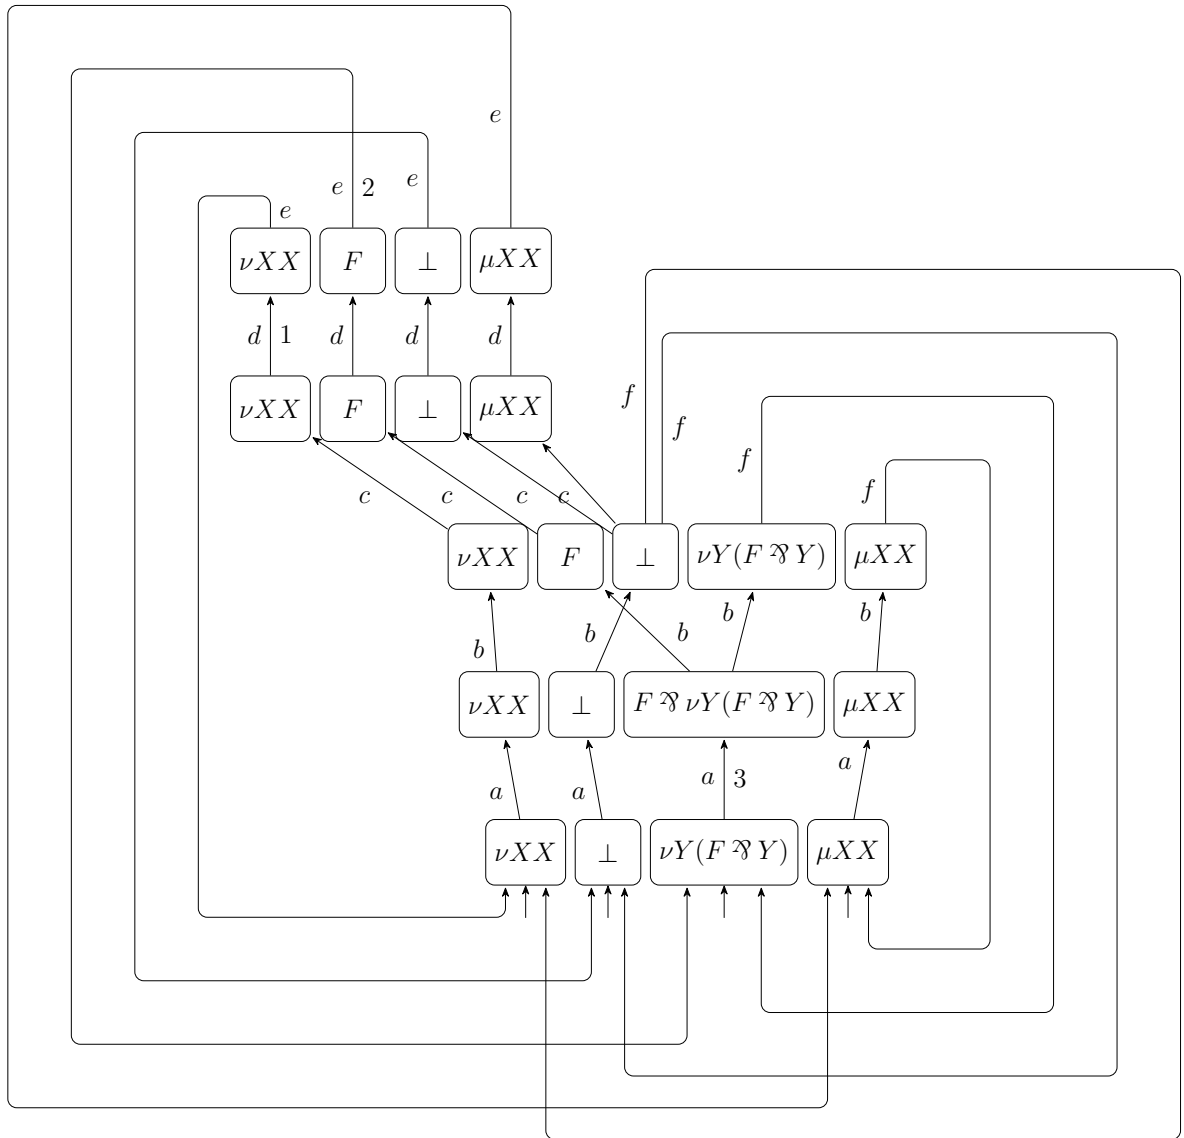 e
e 2 e
e
νXX F ⊥ μXX
d 1 d d d
νXX F ⊥ μXX
f
f
f
f
c c c c
νXX F ⊥ νY(F ⅋ Y) μXX
b b b b b
νXX ⊥ F ⅋ νY(F ⅋ Y) μXX
a a a 3 a
νXX ⊥ νY(F ⅋ Y) μXX